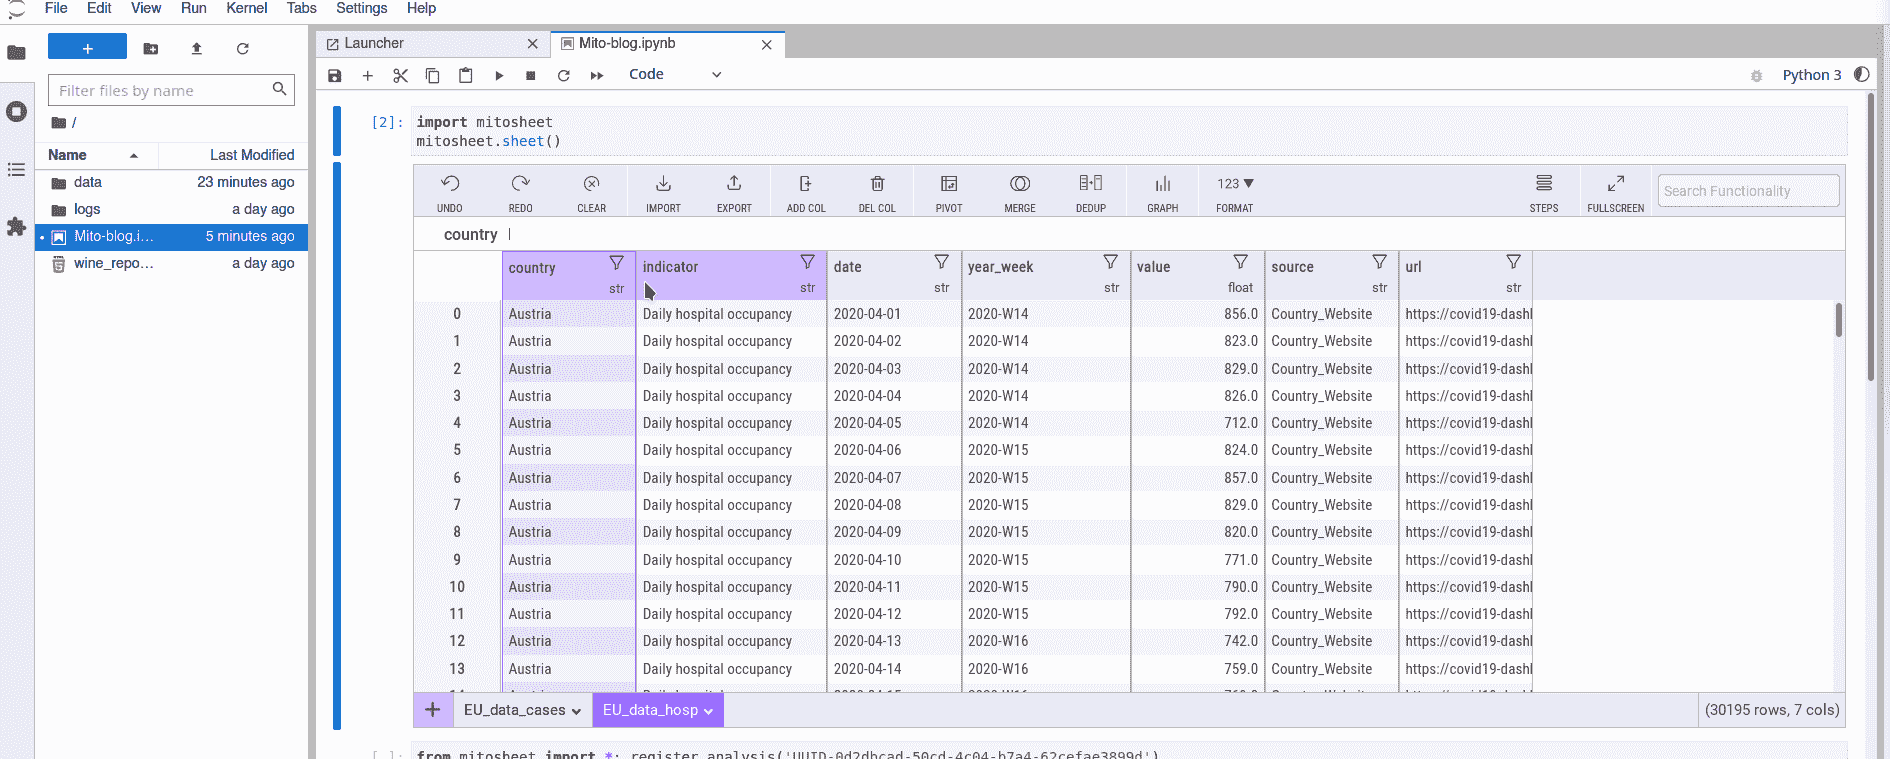 File Edit View Run Kernel Tabs Settings Help
+
Filter files by name
/
Name Last Modified
data 23 minutes ago
logs a day ago
Mito-blog.i… 5 minutes ago
wine_repo… a day ago
Launcher
Mito-blog.ipynb
Code
Python 3
[2]: import mitosheet
mitosheet.sheet()
UNDO REDO CLEAR IMPORT EXPORT ADD COL DEL COL PIVOT MERGE DEDUP GRAPH 123 FORMAT STEPS FULLSCREEN Search Functionality
country
country indicator date year_week value source url
str str str str float str str
0 Austria Daily hospital occupancy 2020-04-01 2020-W14 856.0 Country_Website https://covid19-dash
1 Austria Daily hospital occupancy 2020-04-02 2020-W14 823.0 Country_Website https://covid19-dash
2 Austria Daily hospital occupancy 2020-04-03 2020-W14 829.0 Country_Website https://covid19-dash
3 Austria Daily hospital occupancy 2020-04-04 2020-W14 826.0 Country_Website https://covid19-dash
4 Austria Daily hospital occupancy 2020-04-05 2020-W14 712.0 Country_Website https://covid19-dash
5 Austria Daily hospital occupancy 2020-04-06 2020-W15 824.0 Country_Website https://covid19-dash
6 Austria Daily hospital occupancy 2020-04-07 2020-W15 857.0 Country_Website https://covid19-dash
7 Austria Daily hospital occupancy 2020-04-08 2020-W15 829.0 Country_Website https://covid19-dash
8 Austria Daily hospital occupancy 2020-04-09 2020-W15 820.0 Country_Website https://covid19-dash
9 Austria Daily hospital occupancy 2020-04-10 2020-W15 771.0 Country_Website https://covid19-dash
10 Austria Daily hospital occupancy 2020-04-11 2020-W15 790.0 Country_Website https://covid19-dash
11 Austria Daily hospital occupancy 2020-04-12 2020-W15 792.0 Country_Website https://covid19-dash
12 Austria Daily hospital occupancy 2020-04-13 2020-W16 742.0 Country_Website https://covid19-dash
13 Austria Daily hospital occupancy 2020-04-14 2020-W16 759.0 Country_Website https://covid19-dash
+ EU_data_cases EU_data_hosp (30195 rows, 7 cols)
[ ]: from mitosheet import *; register_analysis('UUID-0d2dbcad-50cd-4c04-b7a4-62cefae3899d')